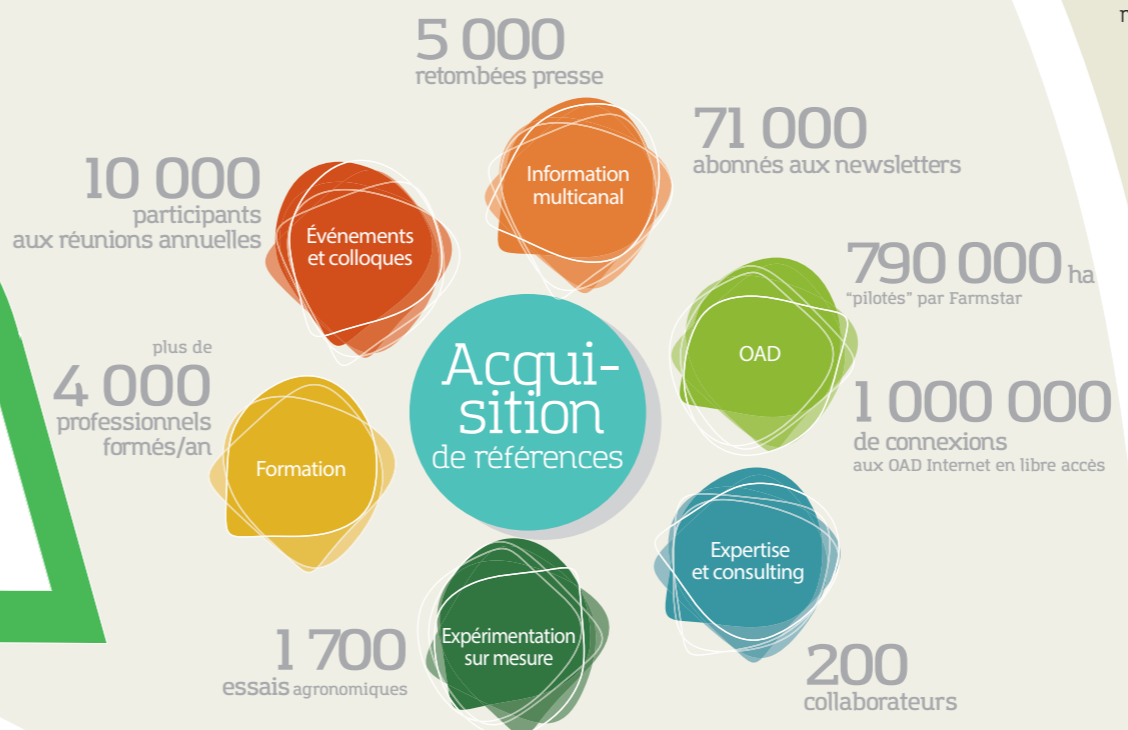 5 000
retombées presse
71 000
abonnés aux newsletters
Information
multicanal
10 000
participants
aux réunions annuelles
Événements
et colloques
790 000 ha
“pilotés” par Farmstar
OAD
1 000 000
de connexions
aux OAD Internet en libre accès
Acqui-
sition
de références
plus de
4 000
professionnels
formés/an
Formation
Expertise
et consulting
200
collaborateurs
Expérimentation
sur mesure
1 700
essais agronomiques